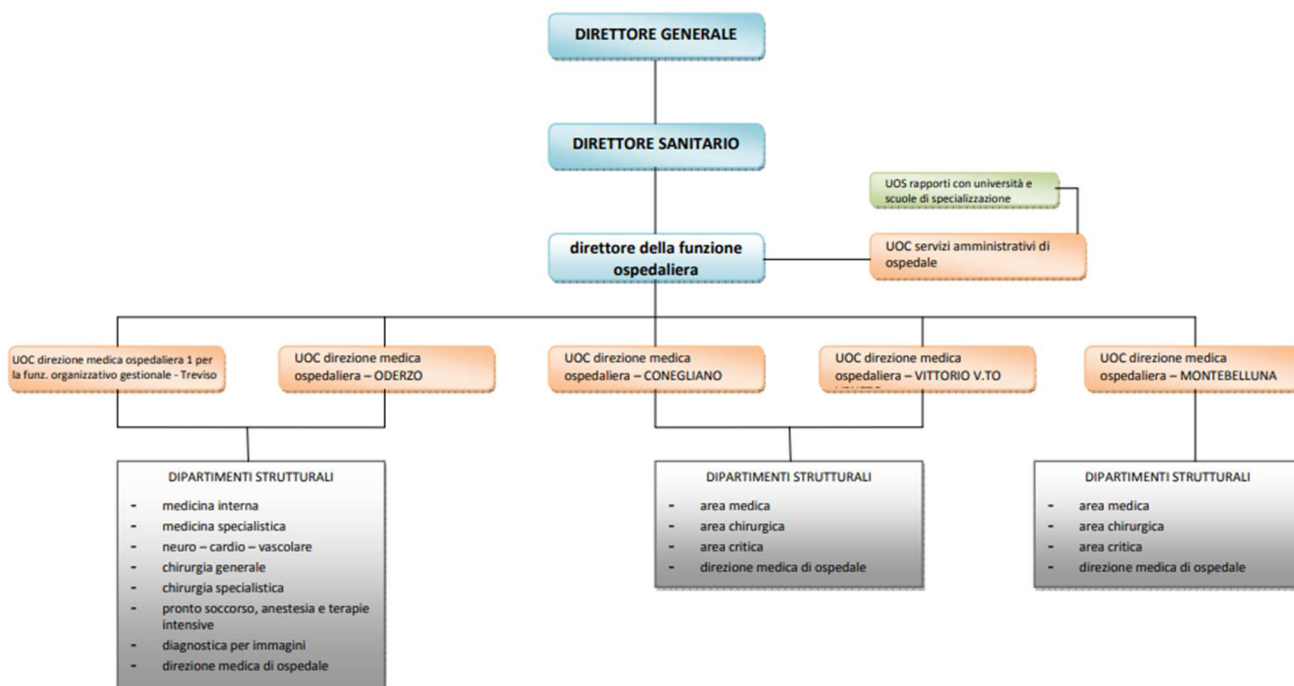 DIRETTORE GENERALE
DIRETTORE SANITARIO
UOS rapporti con università e
scuole di specializzazione
direttore della funzione
ospedaliera
UOC servizi amministrativi di
ospedale
UOC direzione medica ospedaliera 1 per
la funz. organizzativo gestionale - Treviso
UOC direzione medica
ospedaliera – ODERZO
UOC direzione medica
ospedaliera – CONEGLIANO
UOC direzione medica
ospedaliera – VITTORIO V.TO
UOC direzione medica
ospedaliera – MONTEBELLUNA
DIPARTIMENTI STRUTTURALI
- medicina interna
- medicina specialistica
- neuro – cardio – vascolare
- chirurgia generale
- chirurgia specialistica
- pronto soccorso, anestesia e terapie
intensive
- diagnostica per immagini
- direzione medica di ospedale
DIPARTIMENTI STRUTTURALI
- area medica
- area chirurgica
- area critica
- direzione medica di ospedale
DIPARTIMENTI STRUTTURALI
- area medica
- area chirurgica
- area critica
- direzione medica di ospedale